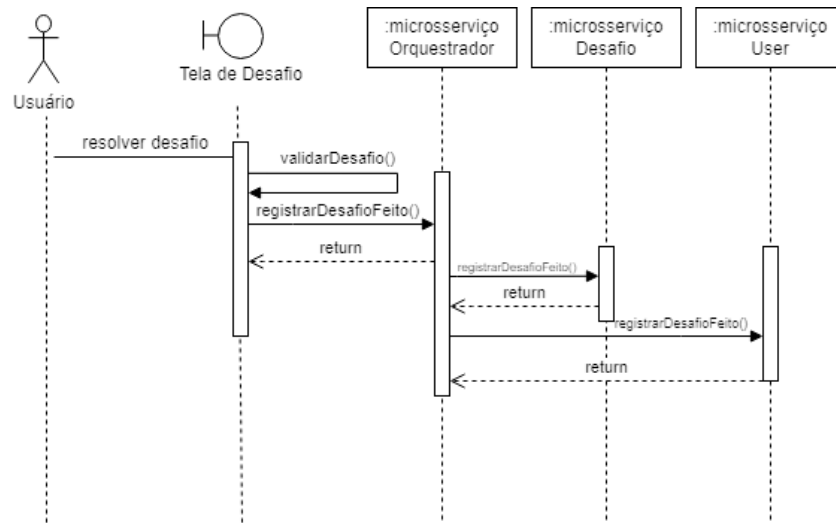 :microsserviço
Orquestrador
:microsserviço
Desafio
:microsserviço
User
Tela de Desafio
Usuário
resolver desafio
validarDesafio()
registrarDesafioFeito()
return
registrarDesafioFeito()
return
registrarDesafioFeito()
return